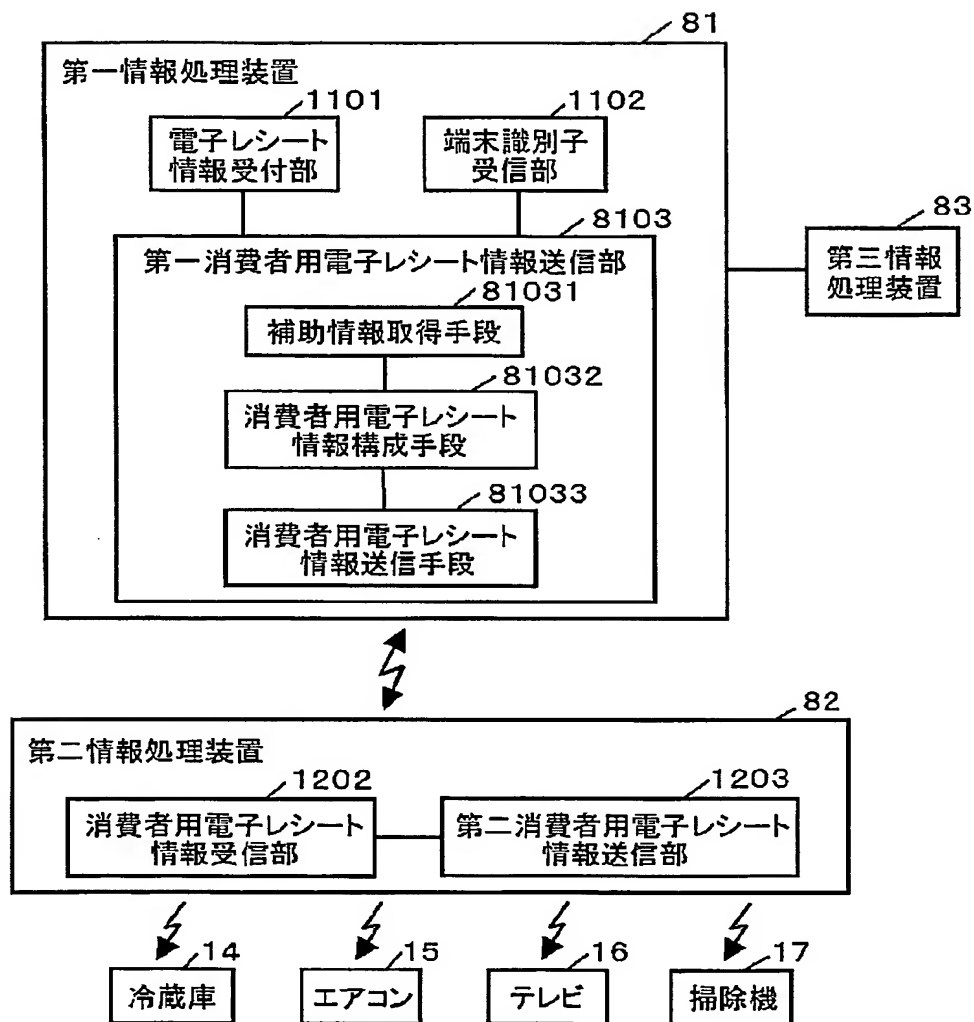 81
第一情報処理装置
1101
1102
電子レシート
情報受付部
端末識別子
受信部
8103
第一消費者用電子レシート情報送信部
81031
補助情報取得手段
81032
消費者用電子レシート
情報構成手段
81033
消費者用電子レシート
情報送信手段
83
第三情報
処理装置
82
第二情報処理装置
1202
1203
消費者用電子レシート
情報受信部
第二消費者用電子レシート
情報送信部
14
15
16
17
冷蔵庫
エアコン
テレビ
掃除機